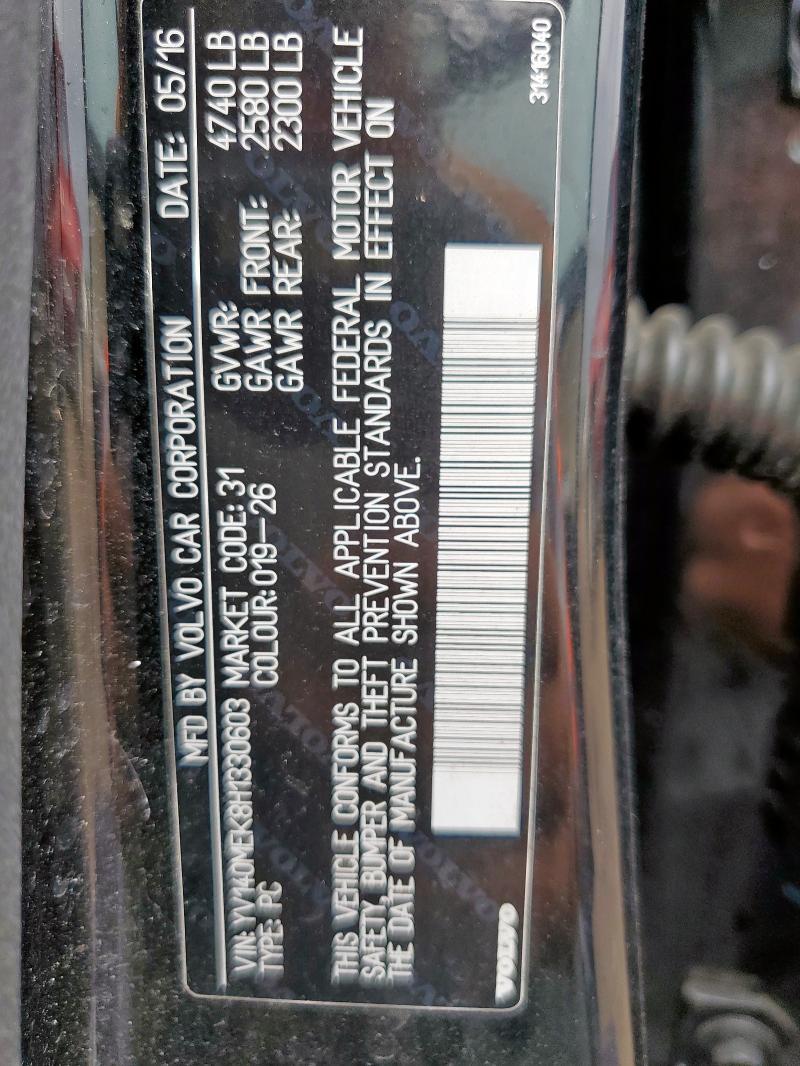 MFD BY VOLVO CAR CORPORATION DATE: 05/16
VIN: YV140MEK8H1330603 MARKET CODE: 31 GVWR: 4740 LB
TYPE: PC COLOUR: 019-26 GAWR FRONT: 2580 LB
GAWR REAR: 2300 LB
THIS VEHICLE CONFORMS TO ALL APPLICABLE FEDERAL MOTOR VEHICLE
SAFETY, BUMPER AND THEFT PREVENTION STANDARDS IN EFFECT ON
THE DATE OF MANUFACTURE SHOWN ABOVE.
VOLVO 31416040